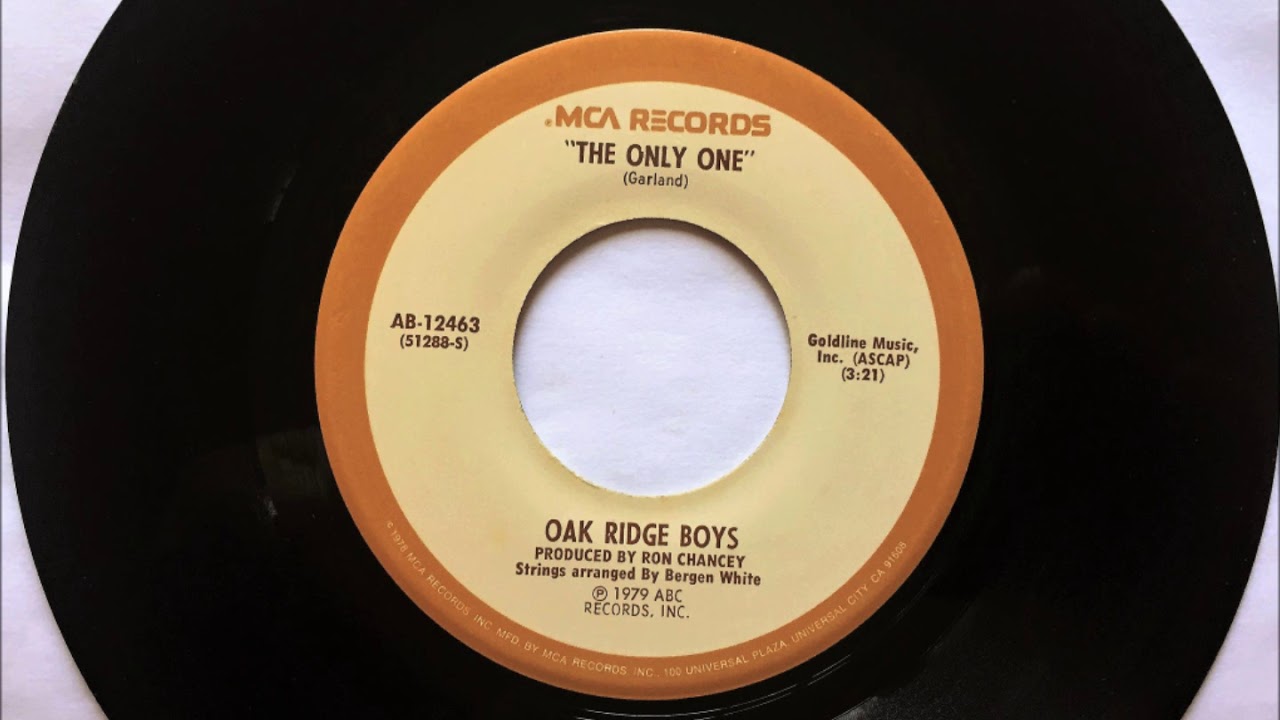 MCA RECORDS
"THE ONLY ONE"
(Garland)
AB-12463
(51288-S)
Goldline Music,
Inc. (ASCAP)
(3:21)
OAK RIDGE BOYS
PRODUCED BY RON CHANCEY
Strings arranged By Bergen White
℗ 1979 ABC
RECORDS, INC.
©1978 MCA RECORDS, INC. MFD. BY MCA RECORDS, INC., 100 UNIVERSAL PLAZA, UNIVERSAL CITY, CA 91608